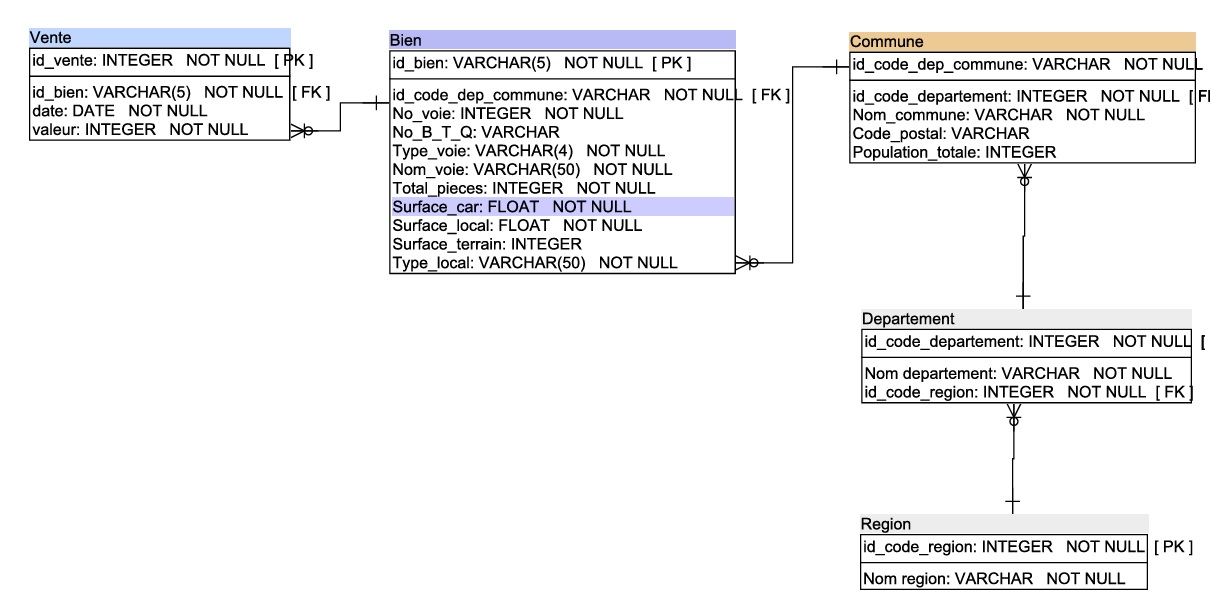 Vente
id_vente: INTEGER NOT NULL [ PK ]
id_bien: VARCHAR(5) NOT NULL [ FK ]
date: DATE NOT NULL
valeur: INTEGER NOT NULL
Bien
id_bien: VARCHAR(5) NOT NULL [ PK ]
id_code_dep_commune: VARCHAR NOT NULL [ FK ]
No_voie: INTEGER NOT NULL
No_B_T_Q: VARCHAR
Type_voie: VARCHAR(4) NOT NULL
Nom_voie: VARCHAR(50) NOT NULL
Total_pieces: INTEGER NOT NULL
Surface_car: FLOAT NOT NULL
Surface_local: FLOAT NOT NULL
Surface_terrain: INTEGER
Type_local: VARCHAR(50) NOT NULL
Commune
id_code_dep_commune: VARCHAR NOT NULL
id_code_departement: INTEGER NOT NULL [ F
Nom_commune: VARCHAR NOT NULL
Code_postal: VARCHAR
Population_totale: INTEGER
Departement
id_code_departement: INTEGER NOT NULL [
Nom departement: VARCHAR NOT NULL
id_code_region: INTEGER NOT NULL [ FK ]
Region
id_code_region: INTEGER NOT NULL [ PK ]
Nom region: VARCHAR NOT NULL